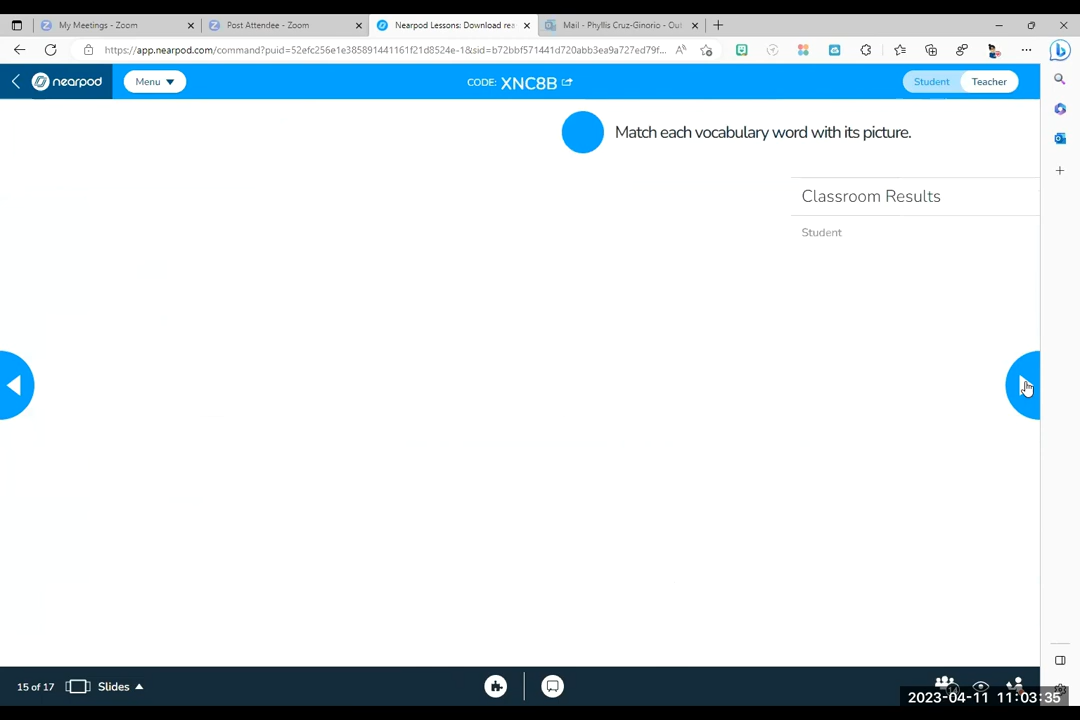 My Meetings - Zoom
Post Attendee - Zoom
Nearpod Lessons: Download rea
Mail - Phyllis Cruz-Ginorio - Out
https://app.nearpod.com/command?puid=52efc256e1e385891441161f21d8524e-1&sid=b72bbf571441d720abb3ea9a727ed79f...
nearpod
Menu
CODE: XNC8B
Student
Teacher
Match each vocabulary word with its picture.
Classroom Results
Student
15 of 17
Slides
2023-04-11 11:03:35